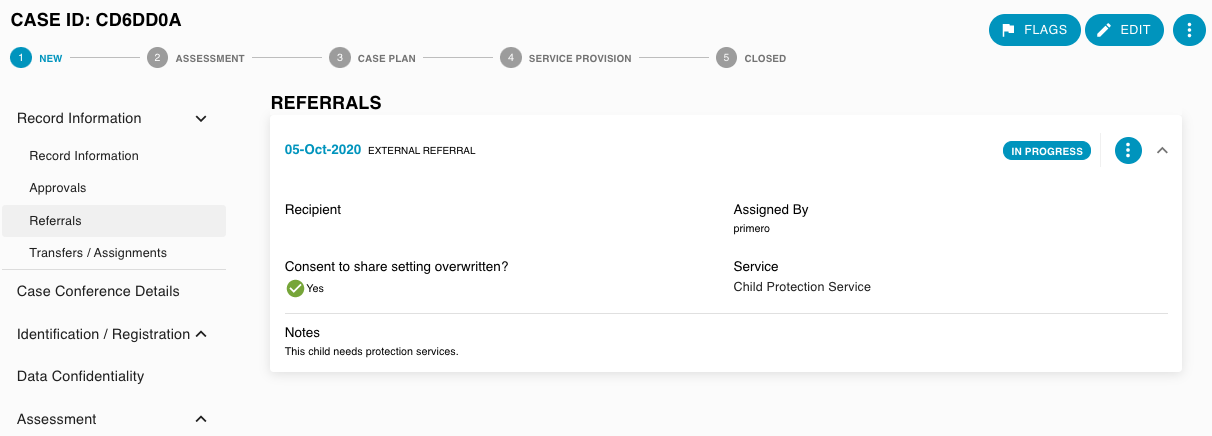 CASE ID: CD6DD0A
FLAGS
EDIT
1 NEW 2 ASSESSMENT 3 CASE PLAN 4 SERVICE PROVISION 5 CLOSED
Record Information
Record Information
Approvals
Referrals
Transfers / Assignments
Case Conference Details
Identification / Registration
Data Confidentiality
Assessment
REFERRALS
05-Oct-2020 EXTERNAL REFERRAL IN PROGRESS
Recipient
Assigned By
primero
Consent to share setting overwritten?
Yes
Service
Child Protection Service
Notes
This child needs protection services.